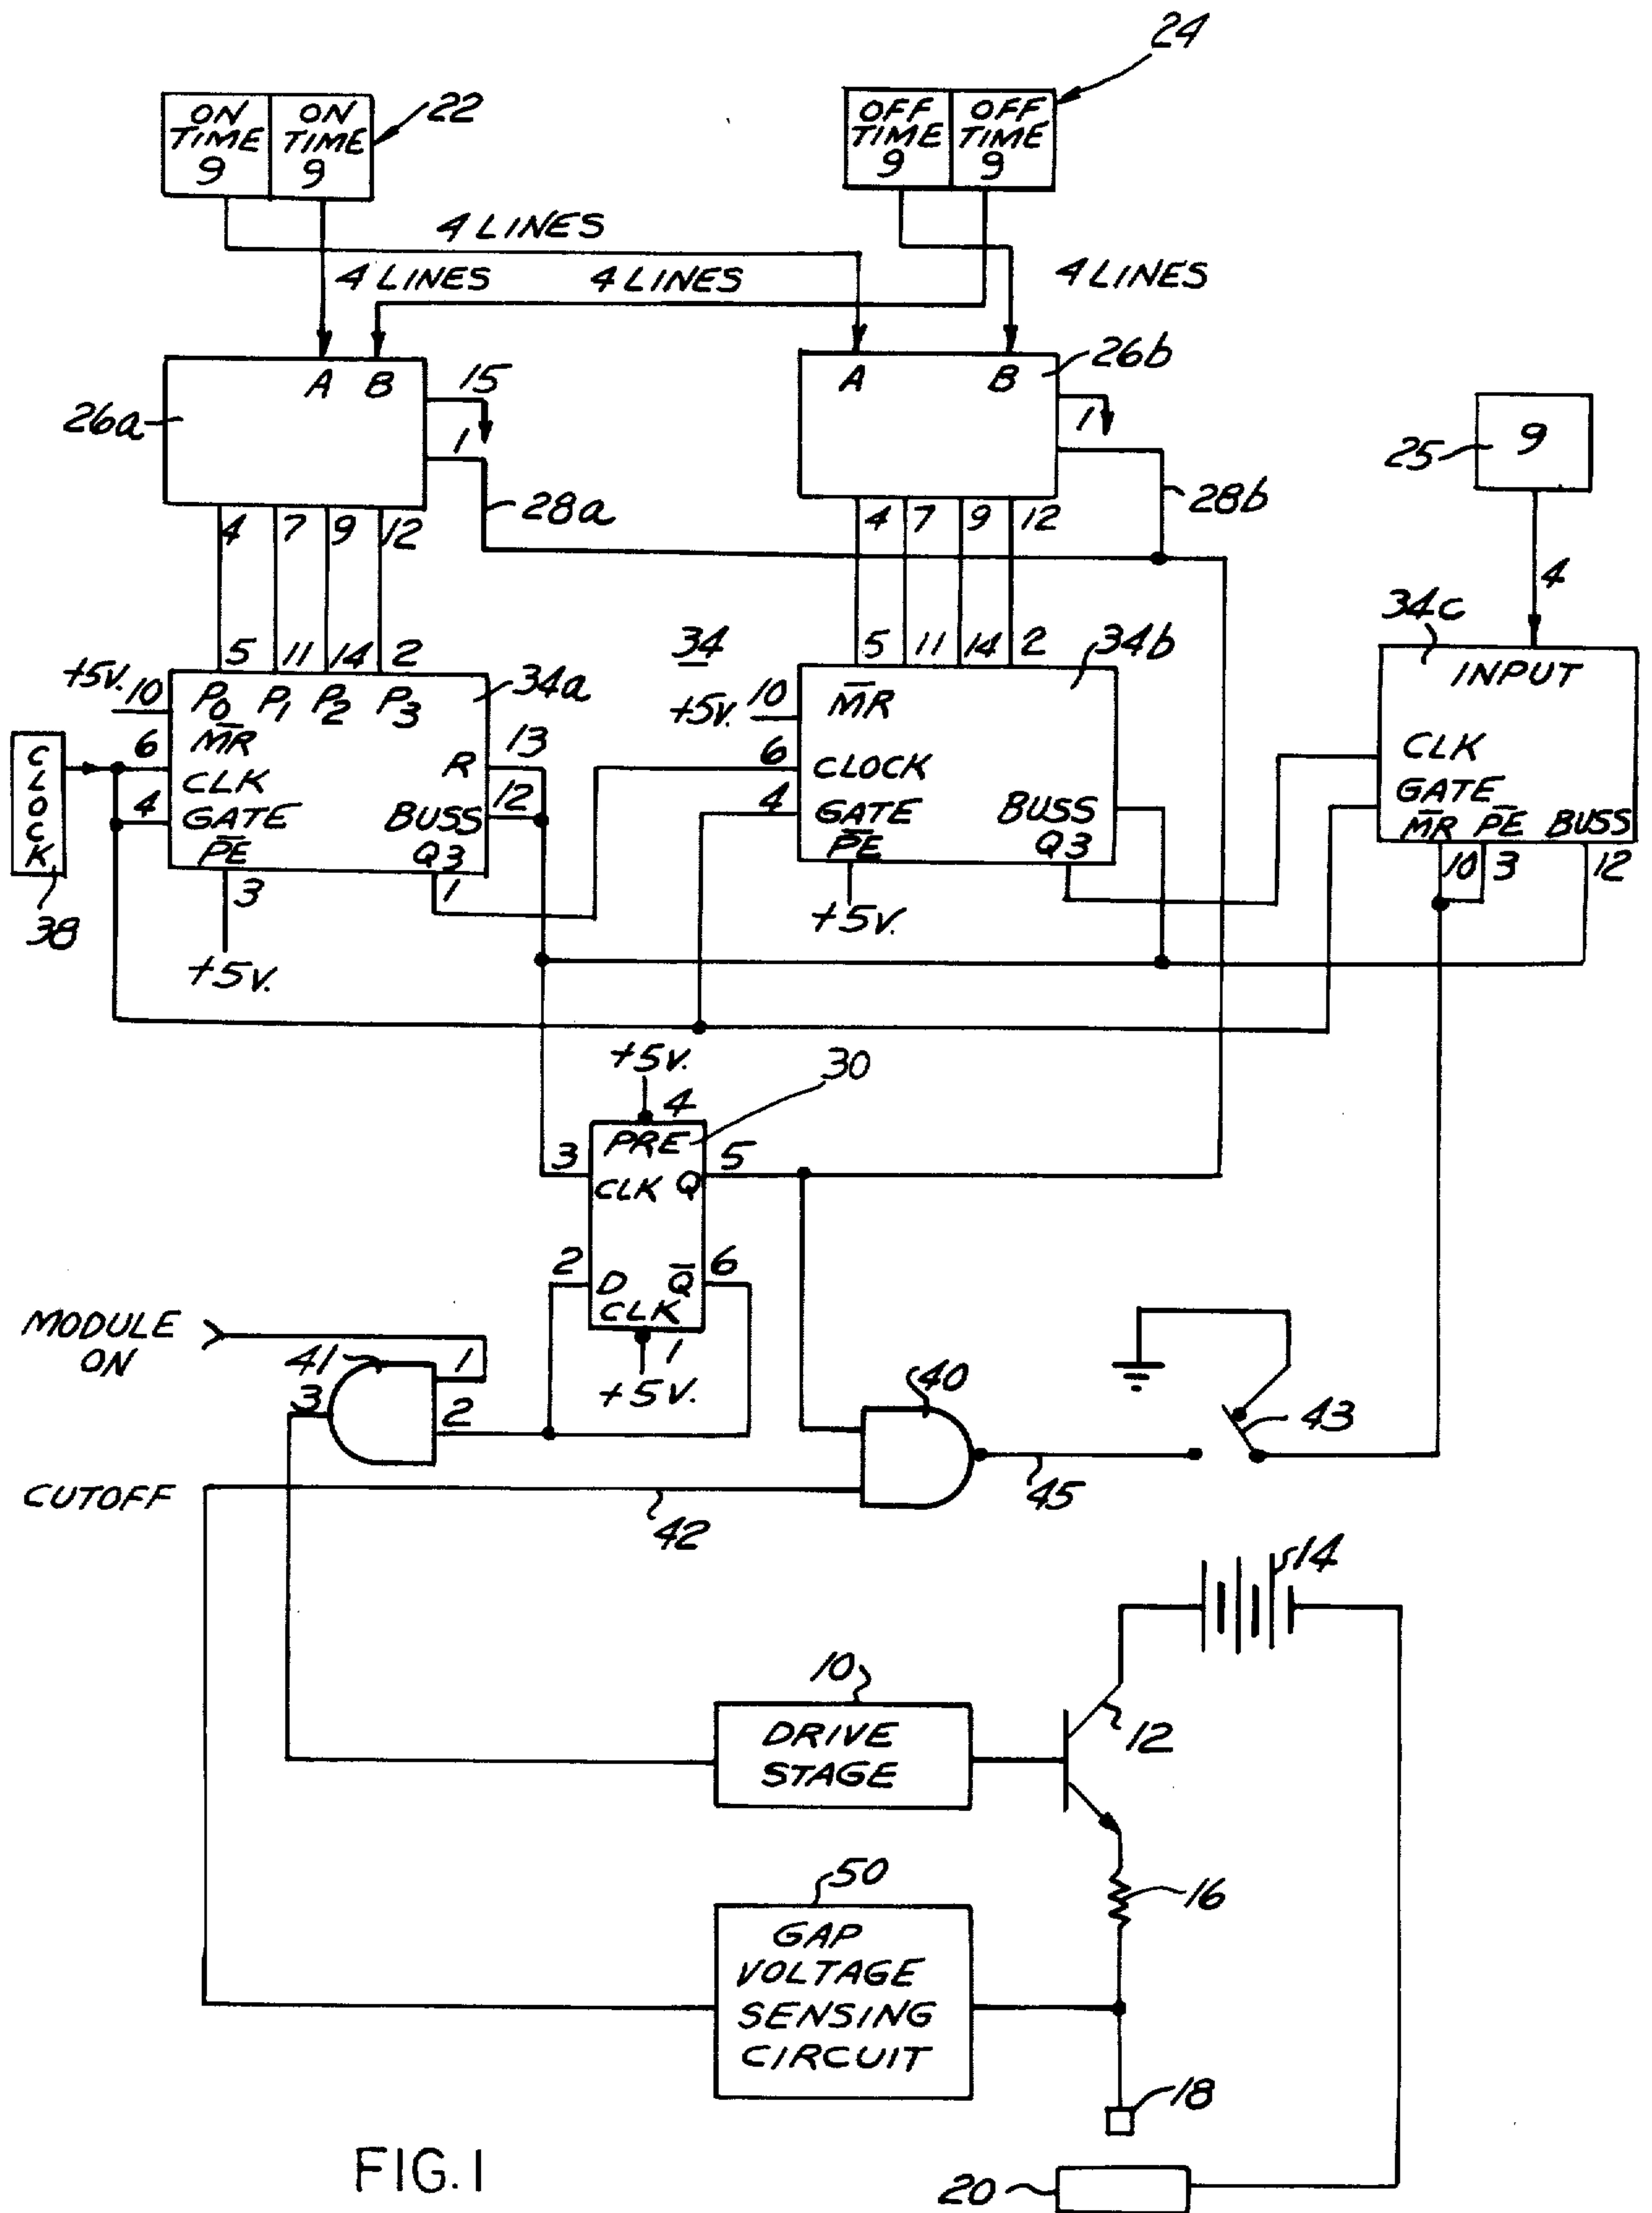 24
ON TIME 9
ON TIME 9
22
OFF TIME 9
OFF TIME 9
4 LINES
4 LINES
4 LINES
4 LINES
A B
15
1
26a
28a
A B
26b
1
28b
25
9
4
4 7 9 12
4 7 9 12
5 11 14 2
34
5 11 14 2
34b
34c
INPUT
+5V. 10
P0 P1 P2 P3
34a
+5V. 10
M̅R̅
6
M̅R̅
13
R
CLOCK
38
CLK
4
GATE
12
BUSS
P̅E̅
Q3
3
1
+5V.
6
CLOCK
4
GATE
BUSS
P̅E̅
Q3
+5V.
CLK
GATE
M̅R̅ P̅E̅ BUSS
10 3 12
+5V.
4
30
PRE
3
5
CLK Q
2
6
D Q̅
CLK
1
+5V.
MODULE ON
41
1
3
2
40
43
45
CUTOFF
42
14
10
DRIVE
STAGE
12
50
16
GAP
VOLTAGE
SENSING
CIRCUIT
18
20
FIG. 1